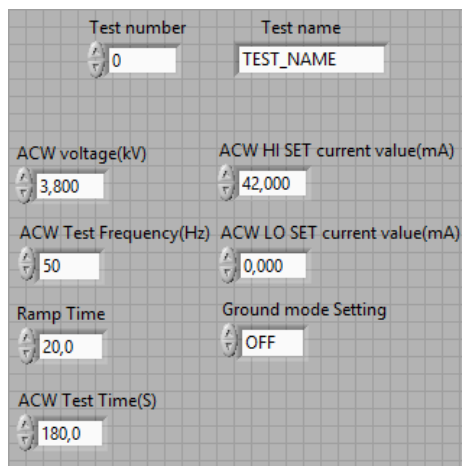 Test number Test name
0 TEST_NAME
ACW voltage(kV) ACW HI SET current value(mA)
3,800 42,000
ACW Test Frequency(Hz) ACW LO SET current value(mA)
50 0,000
Ramp Time Ground mode Setting
20,0 OFF
ACW Test Time(S)
180,0